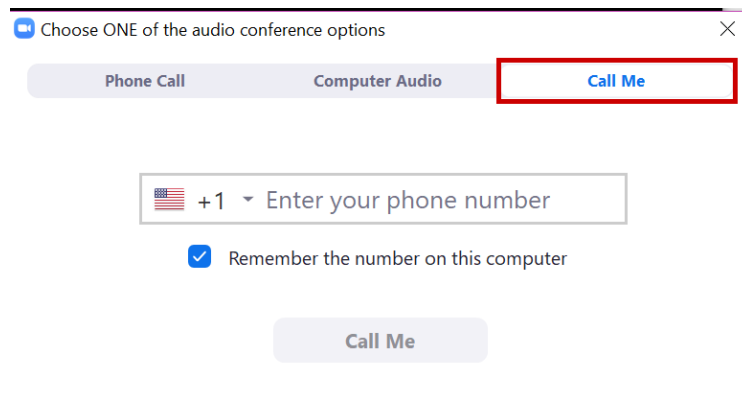 Choose ONE of the audio conference options
Phone Call Computer Audio Call Me
+1 Enter your phone number
Remember the number on this computer
Call Me